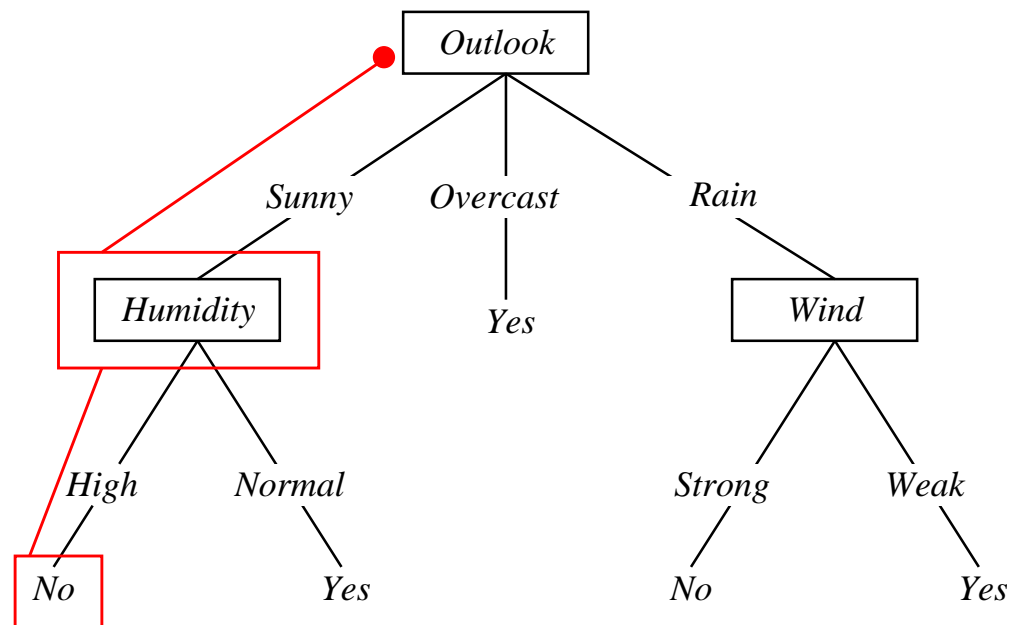 Outlook
Sunny Overcast Rain
Humidity Yes Wind
High Normal Strong Weak
No Yes No Yes